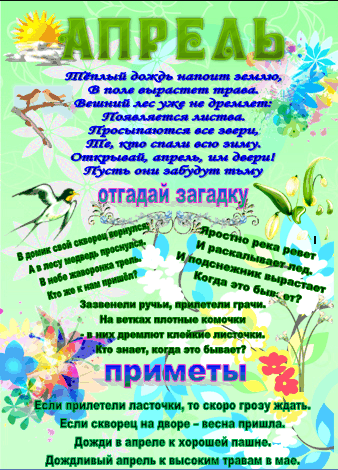 АПРЕЛЬ
Тёплый дождь напоит землю,
В поле вырастет трава.
Вешний лес уже не дремлет:
Появляется листва.
Просыпаются все звери,
Те, кто спали всю зиму.
Открывай, апрель, им двери!
Пусть они забудут тьму
отгадай загадку
В домик свой скворец вернулся,
А в лесу медведь проснулся,
В небе жаворонка трель.
Кто же к нам пришёл?
Яростно река ревет
И раскалывает лед.
И подснежник вырастает
Когда это бывает?
Зазвенели ручьи, прилетели грачи.
На ветках плотные комочки
- в них дремлют клейкие листочки.
Кто знает, когда это бывает?
приметы
Если прилетели ласточки, то скоро грозу ждать.
Если скворец на дворе – весна пришла.
Дожди в апреле к хорошей пашне.
Дождливый апрель к высоким травам в мае.